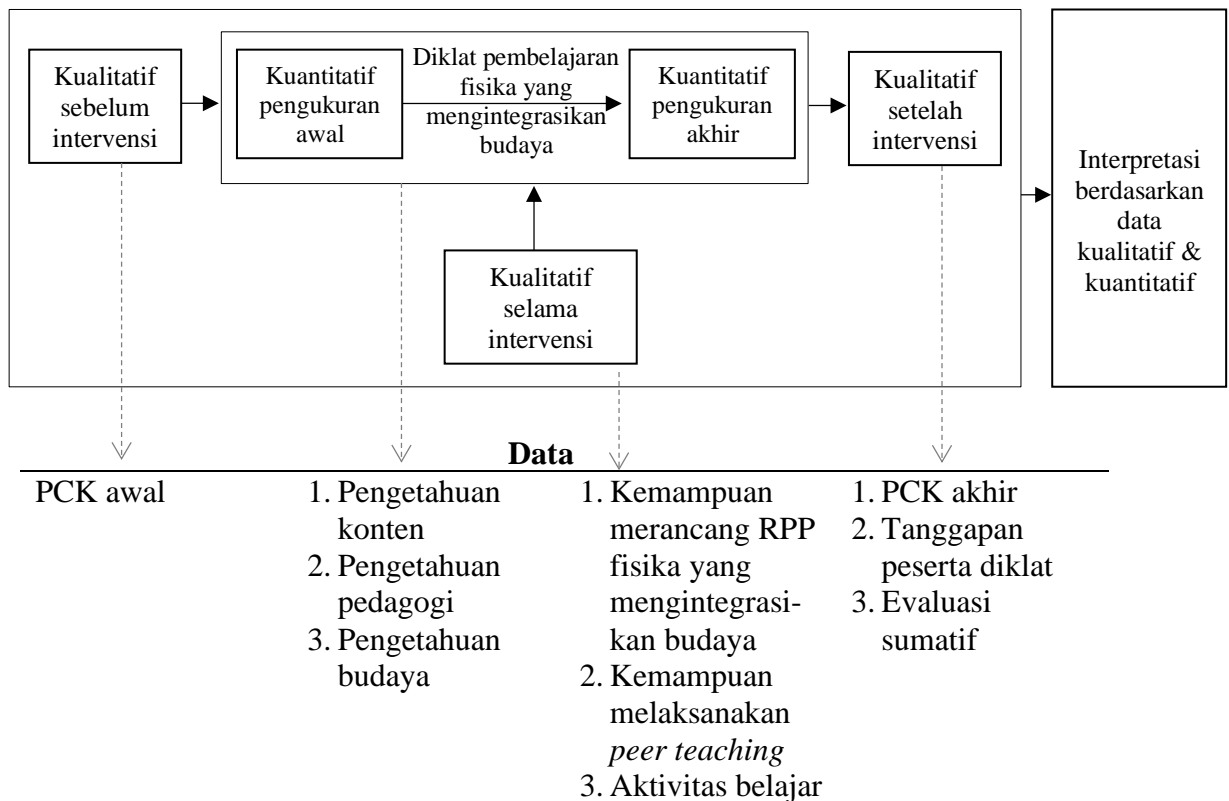 Kualitatif
sebelum
intervensi
Kuantitatif
pengukuran
awal
Diklat pembelajaran
fisika yang
mengintegrasikan
budaya
Kuantitatif
pengukuran
akhir
Kualitatif
setelah
intervensi
Kualitatif
selama
intervensi
Interpretasi
berdasarkan
data
kualitatif &
kuantitatif
Data
PCK awal
1. Pengetahuan
konten
2. Pengetahuan
pedagogi
3. Pengetahuan
budaya
1. Kemampuan
merancang RPP
fisika yang
mengintegrasi-
kan budaya
2. Kemampuan
melaksanakan
peer teaching
3. Aktivitas belajar
1. PCK akhir
2. Tanggapan
peserta diklat
3. Evaluasi
sumatif